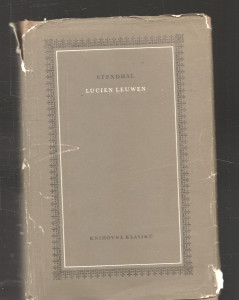 STENDHAL
LUCIEN LEUWEN
KNIHOVNA KLASIKŮ